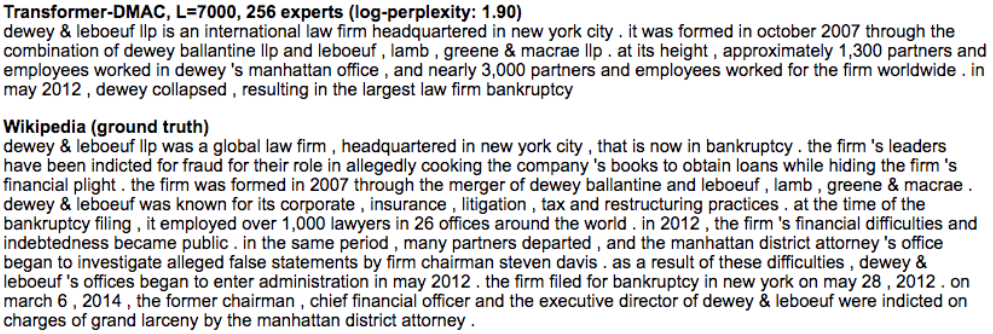 Transformer-DMAC, L=7000, 256 experts (log-perplexity: 1.90)
dewey & leboeuf llp is an international law firm headquartered in new york city . it was formed in october 2007 through the
combination of dewey ballantine llp and leboeuf , lamb , greene & macrae llp . at its height , approximately 1,300 partners and
employees worked in dewey 's manhattan office , and nearly 3,000 partners and employees worked for the firm worldwide . in
may 2012 , dewey collapsed , resulting in the largest law firm bankruptcy
Wikipedia (ground truth)
dewey & leboeuf llp was a global law firm , headquartered in new york city , that is now in bankruptcy . the firm 's leaders
have been indicted for fraud for their role in allegedly cooking the company 's books to obtain loans while hiding the firm 's
financial plight . the firm was formed in 2007 through the merger of dewey ballantine and leboeuf , lamb , greene & macrae .
dewey & leboeuf was known for its corporate , insurance , litigation , tax and restructuring practices . at the time of the
bankruptcy filing , it employed over 1,000 lawyers in 26 offices around the world . in 2012 , the firm 's financial difficulties and
indebtedness became public . in the same period , many partners departed , and the manhattan district attorney 's office
began to investigate alleged false statements by firm chairman steven davis . as a result of these difficulties , dewey &
leboeuf 's offices began to enter administration in may 2012 . the firm filed for bankruptcy in new york on may 28 , 2012 . on
march 6 , 2014 , the former chairman , chief financial officer and the executive director of dewey & leboeuf were indicted on
charges of grand larceny by the manhattan district attorney .